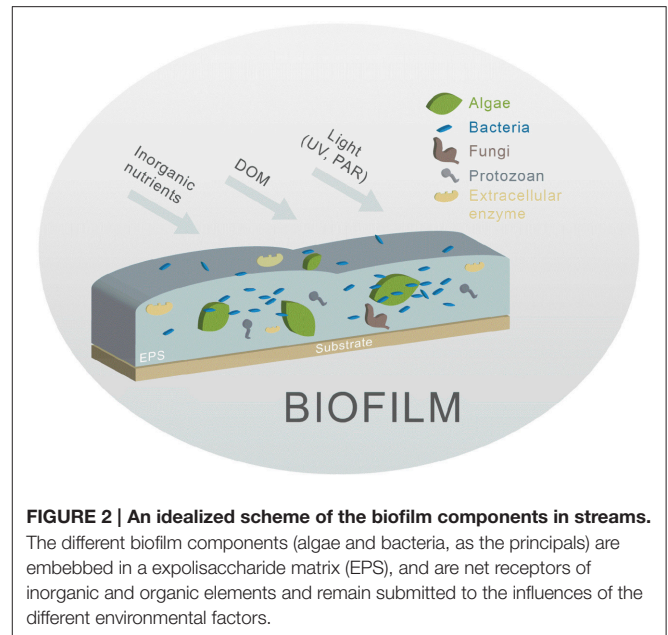 Algae
Bacteria
Fungi
Protozoan
Extracellular
enzyme
Inorganic
nutrients
DOM
Light
(UV, PAR)
EPS
Substrate
BIOFILM
FIGURE 2 | An idealized scheme of the biofilm components in streams.
The different biofilm components (algae and bacteria, as the principals) are
embebbed in a expolisaccharide matrix (EPS), and are net receptors of
inorganic and organic elements and remain submitted to the influences of the
different environmental factors.